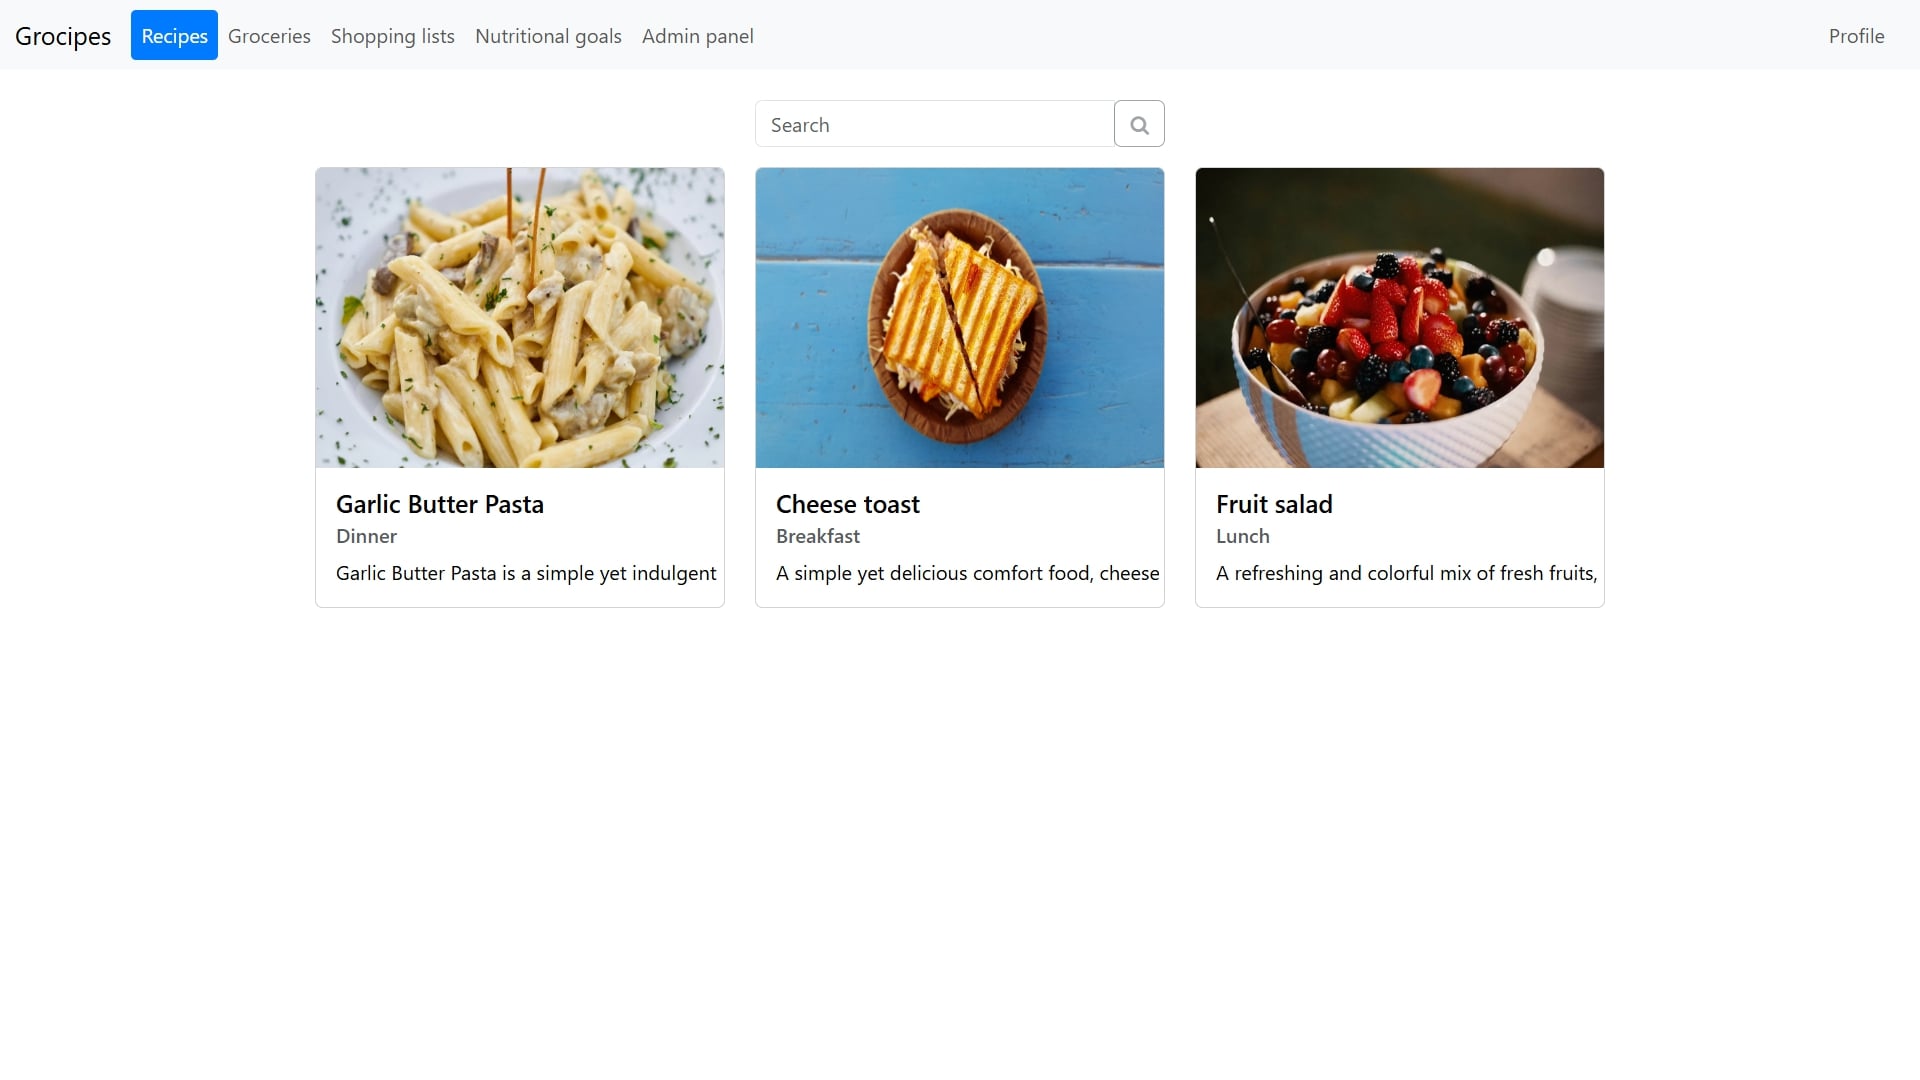 Grocipes Recipes Groceries Shopping lists Nutritional goals Admin panel Profile
Search
Garlic Butter Pasta
Dinner
Garlic Butter Pasta is a simple yet indulgent
Cheese toast
Breakfast
A simple yet delicious comfort food, cheese
Fruit salad
Lunch
A refreshing and colorful mix of fresh fruits,